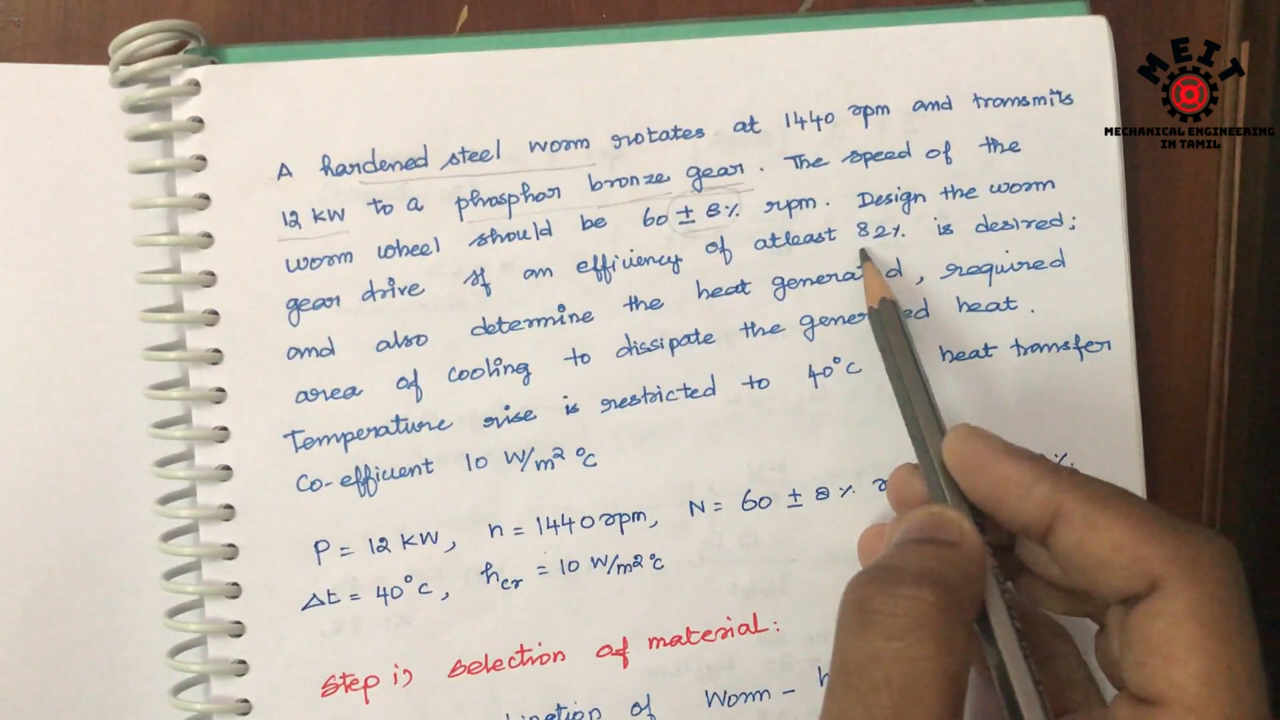 MEIT
MECHANICAL ENGINEERING
IN TAMIL
A hardened steel worm rotates at 1440 rpm and transmits
12 KW to a phosphor bronze gear. The speed of the
worm wheel should be 60 ± 8% rpm. Design the worm
gear drive if an efficiency of atleast 82% is desired;
and also determine the heat generated, required
area of cooling to dissipate the generated heat.
Temperature rise is restricted to 40°C heat transfer
co-efficient 10 W/m² °C
P = 12 KW, n = 1440 rpm, N = 60 ± 8%
Δt = 40°C, hcr = 10 W/m²°C
Step i) Selection of material:
of Worm -